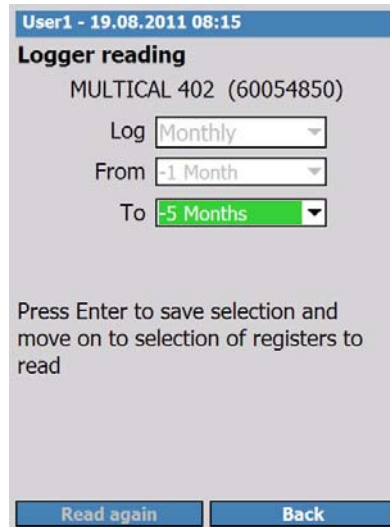 User1 - 19.08.2011 08:15
Logger reading
MULTICAL 402 (60054850)
Log Monthly
From -1 Month
To -5 Months
Press Enter to save selection and
move on to selection of registers to
read
Read again Back